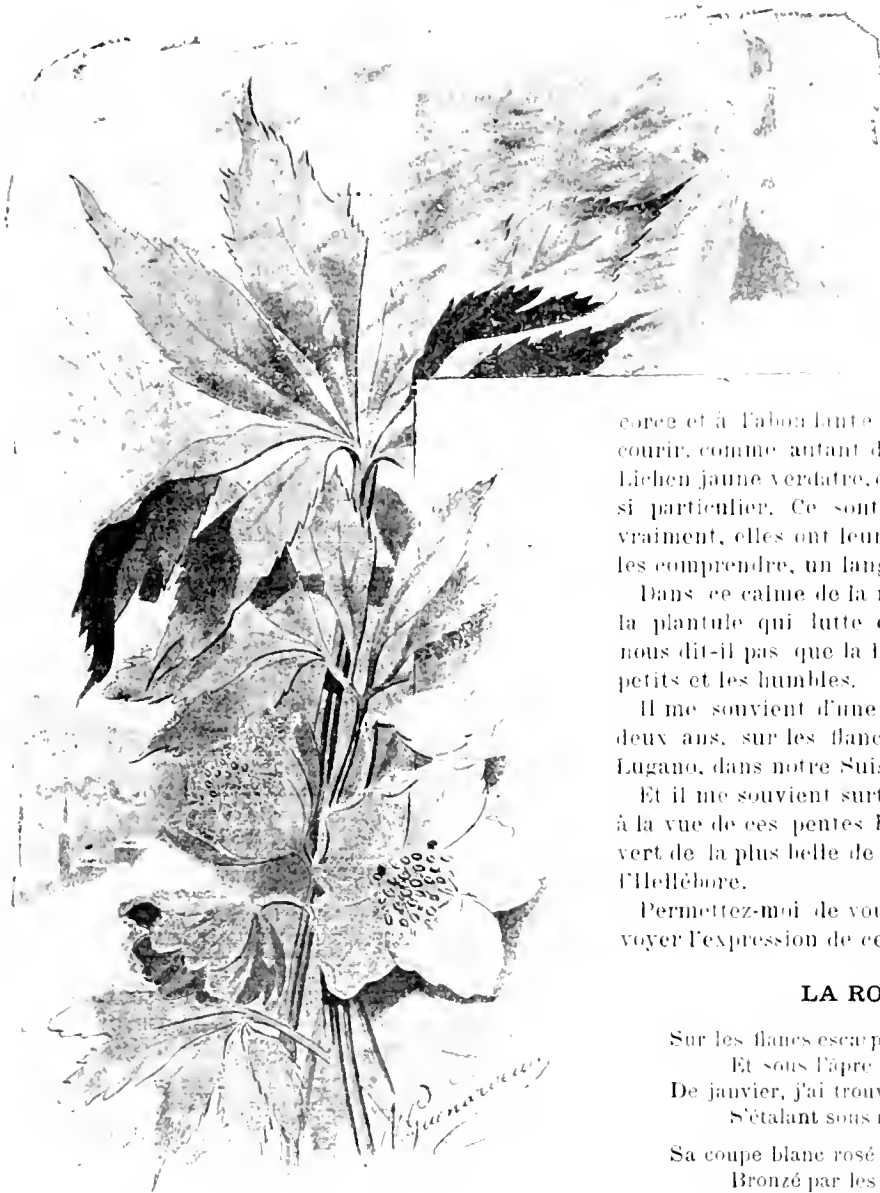 corce et à l'abondante
courir, comme autant d
Lichen jaune verdatre, c
si particulier. Ce sont
vraiment, elles ont leur
les comprendre, un lang
Dans ce calme de la
la plantule qui lutte
nous dit-il pas que la
petits et les humbles.
Il me souvient d'une
deux ans, sur les flanc
Lugano, dans notre Suis
Et il me souvient surt
à la vue de ces pentes
vert de la plus belle de
l'Hellébore.
Permettez-moi de vou
voyer l'expression de ce
LA RO
Sur les flancs escarp
Et sous l'âpre
De janvier, j'ai trouv
S'étalant sous
Sa coupe blanc rosé
Bronzé par les